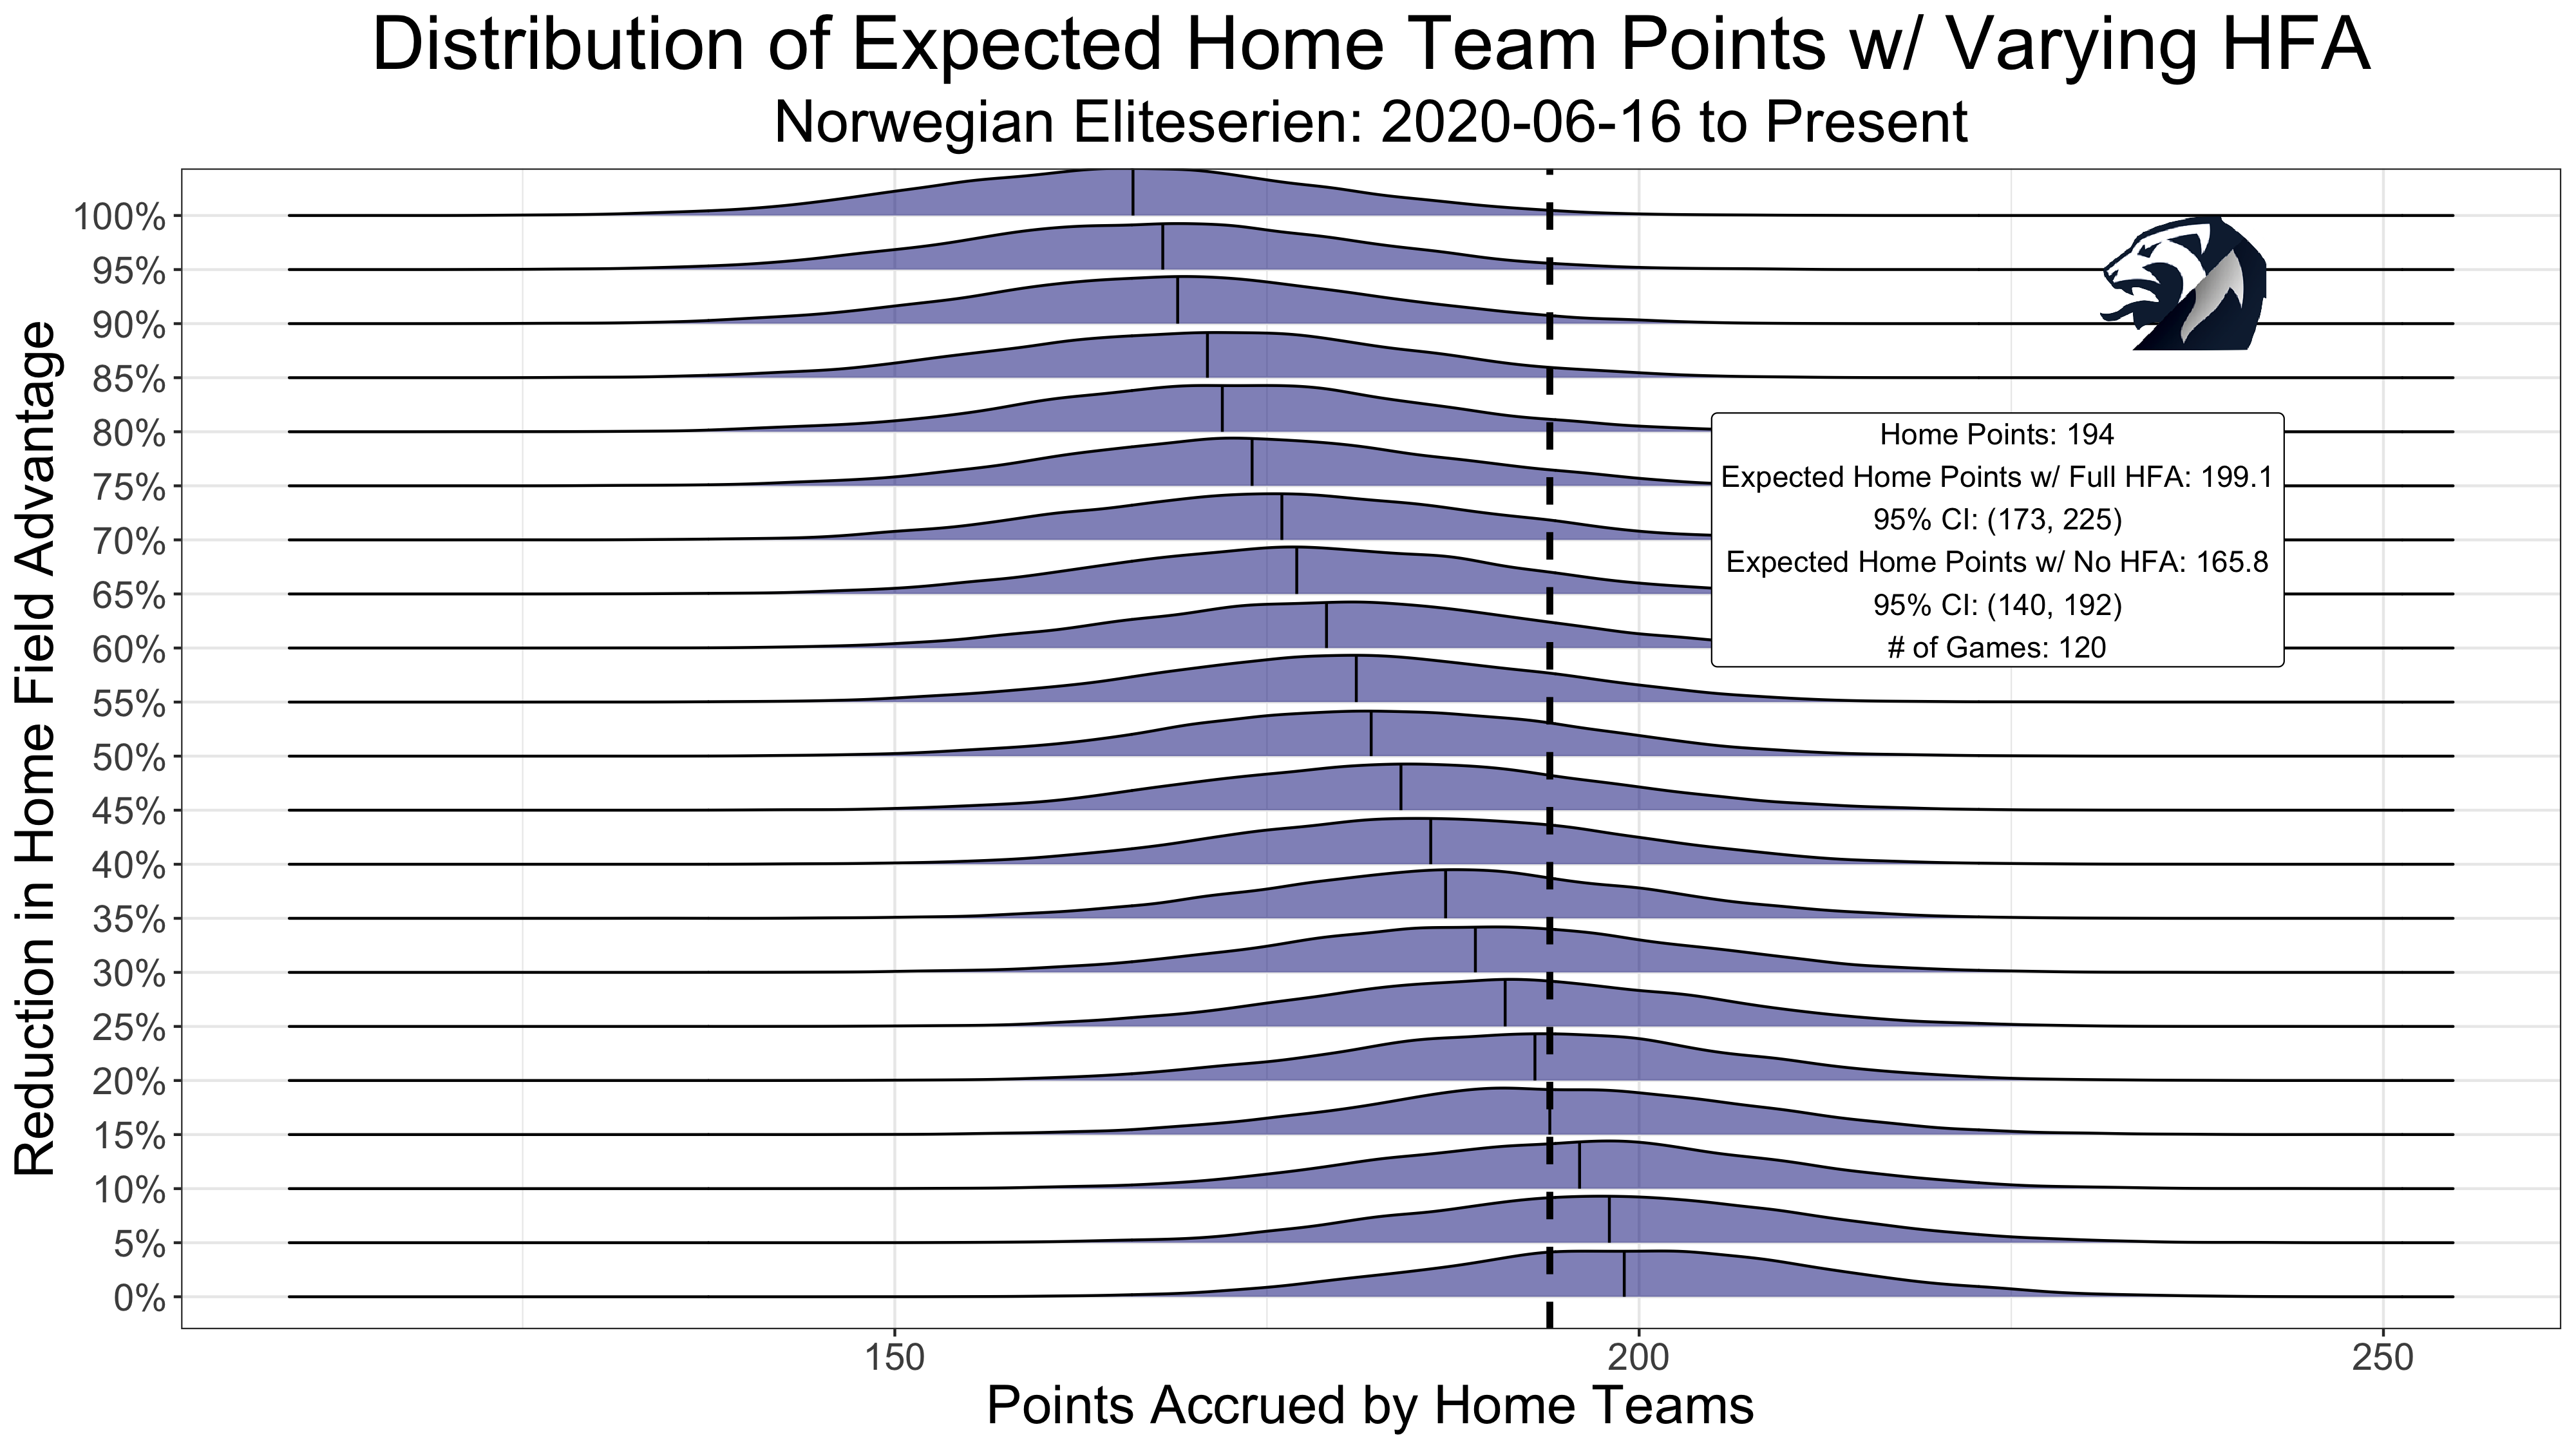 Distribution of Expected Home Team Points w/ Varying HFA
Norwegian Eliteserien: 2020-06-16 to Present
Reduction in Home Field Advantage
100%
95%
90%
85%
80%
75%
70%
65%
60%
55%
50%
45%
40%
35%
30%
25%
20%
15%
10%
5%
0%
Home Points: 194
Expected Home Points w/ Full HFA: 199.1
95% CI: (173, 225)
Expected Home Points w/ No HFA: 165.8
95% CI: (140, 192)
# of Games: 120
150
200
250
Points Accrued by Home Teams